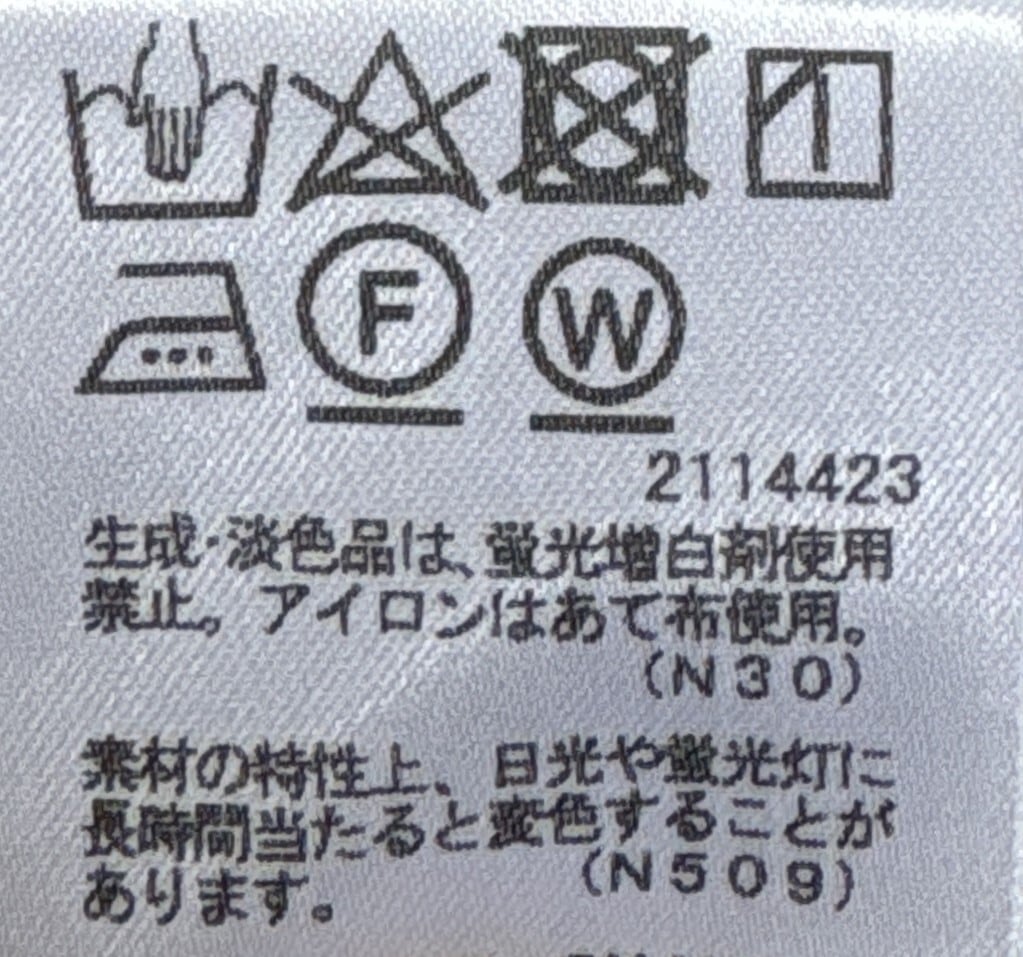 F W
2114423
生成・淡色品は、蛍光増白剤使用
禁止。アイロンはあて布使用。
(N30)
素材の特性上、日光や蛍光灯に
長時間当たると変色することが
あります。 (N509)